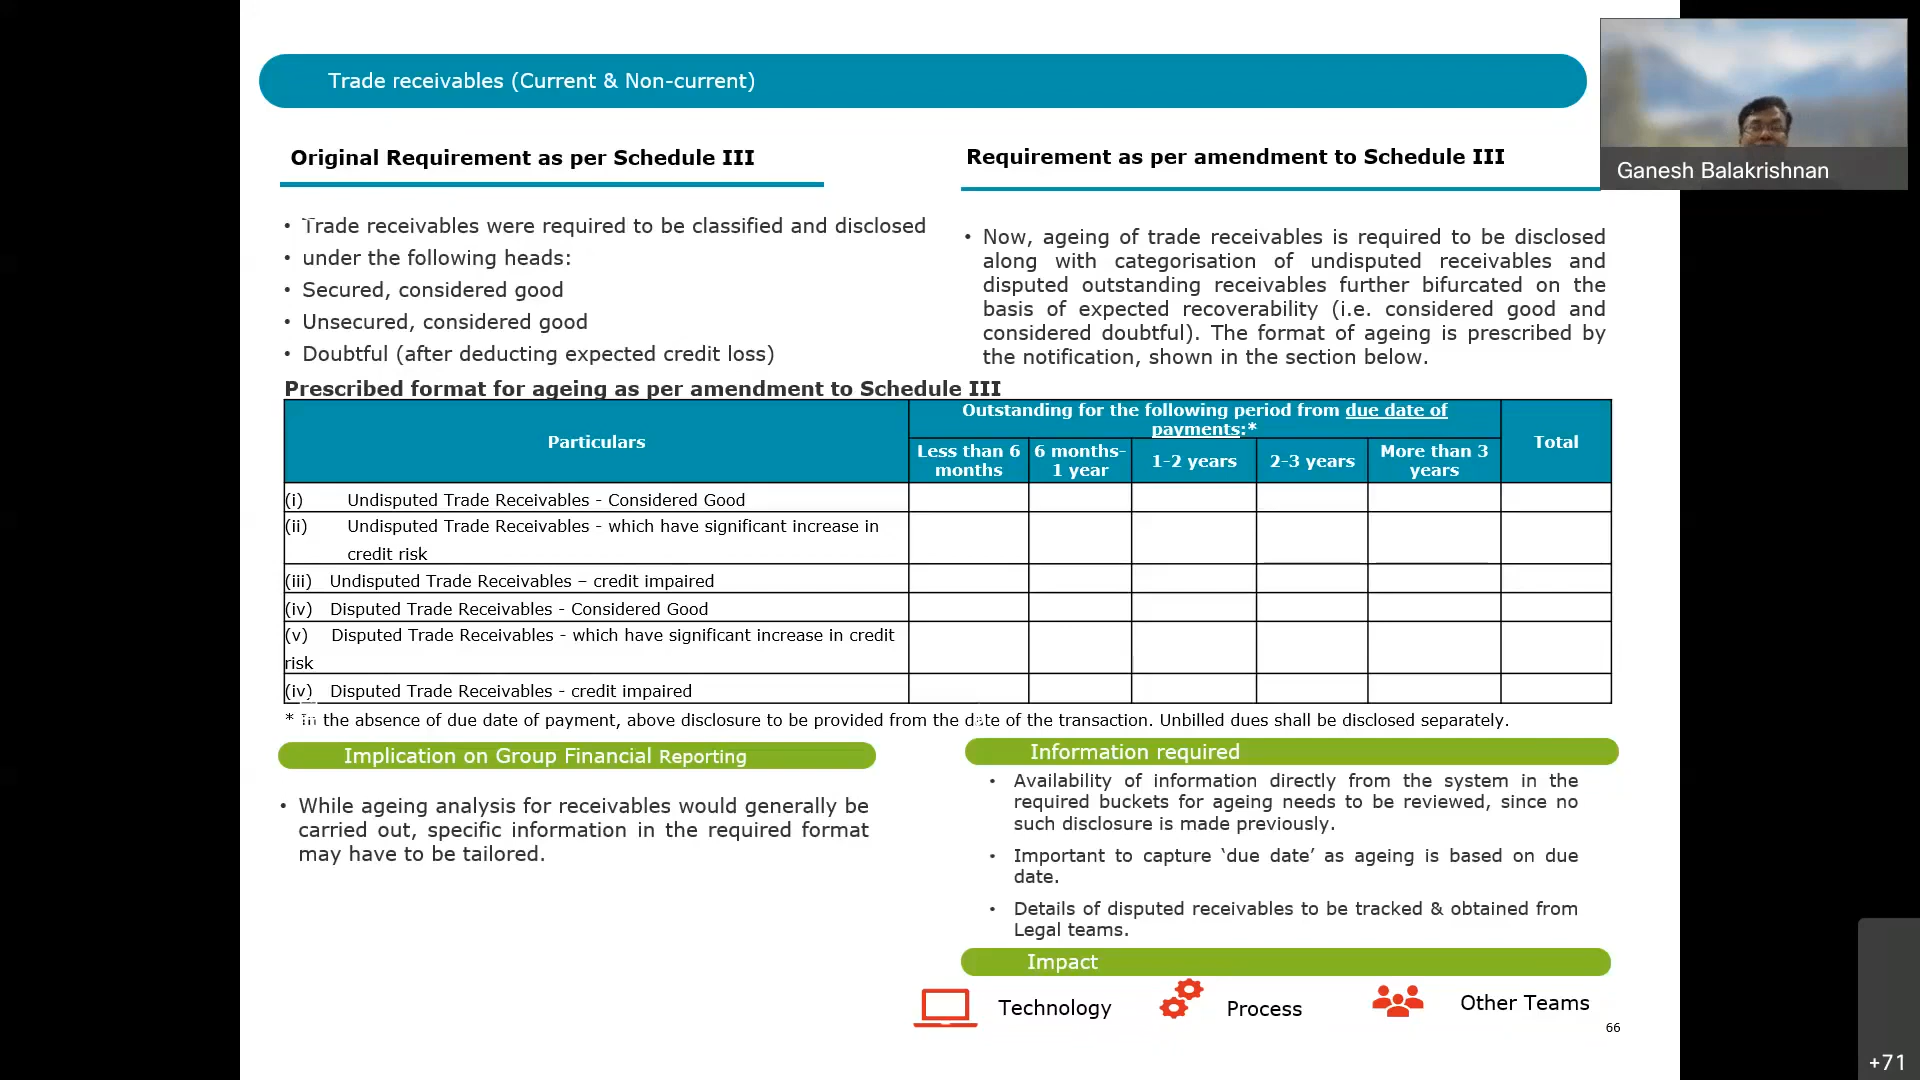 Trade receivables (Current & Non-current)
Ganesh Balakrishnan
Original Requirement as per Schedule III
• Trade receivables were required to be classified and disclosed
• under the following heads:
• Secured, considered good
• Unsecured, considered good
• Doubtful (after deducting expected credit loss)
Requirement as per amendment to Schedule III
• Now, ageing of trade receivables is required to be disclosed
along with categorisation of undisputed receivables and
disputed outstanding receivables further bifurcated on the
basis of expected recoverability (i.e. considered good and
considered doubtful). The format of ageing is prescribed by
the notification, shown in the section below.
Prescribed format for ageing as per amendment to Schedule III
Particulars
Outstanding for the following period from due date of
payments:*
Total
Less than 6
months
6 months-
1 year
1-2 years
2-3 years
More than 3
years
(i) Undisputed Trade Receivables - Considered Good
(ii) Undisputed Trade Receivables - which have significant increase in
credit risk
(iii) Undisputed Trade Receivables – credit impaired
(iv) Disputed Trade Receivables - Considered Good
(v) Disputed Trade Receivables - which have significant increase in credit
risk
(iv) Disputed Trade Receivables - credit impaired
* In the absence of due date of payment, above disclosure to be provided from the date of the transaction. Unbilled dues shall be disclosed separately.
Implication on Group Financial Reporting
• While ageing analysis for receivables would generally be
carried out, specific information in the required format
may have to be tailored.
Information required
• Availability of information directly from the system in the
required buckets for ageing needs to be reviewed, since no
such disclosure is made previously.
• Important to capture ‘due date’ as ageing is based on due
date.
• Details of disputed receivables to be tracked & obtained from
Legal teams.
Impact
Technology
Process
Other Teams
66
+71